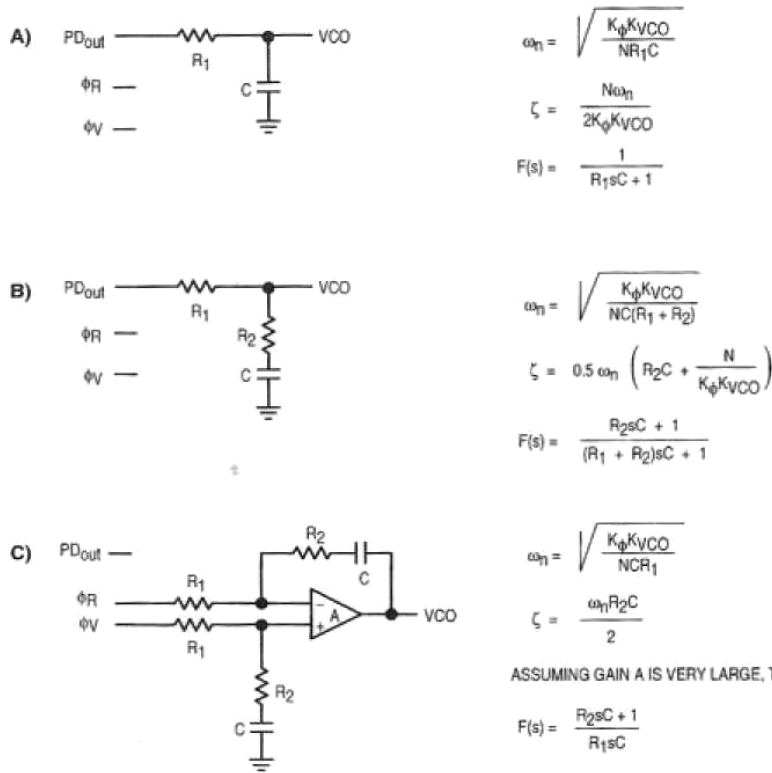 A) PDout R1 VCO
C
ϕR
ϕV
ωn = √(KϕKVCO / NR1C)
ζ = Nωn / 2KϕKVCO
F(s) = 1 / R1sC + 1
B) PDout R1 VCO
R2
C
ϕR
ϕV
ωn = √(KϕKVCO / NC(R1 + R2))
ζ = 0.5 ωn (R2C + N / KϕKVCO)
F(s) = R2sC + 1 / (R1 + R2)sC + 1
C) PDout
R2
C
ϕR R1
ϕV R1
− + A VCO
R2
C
ωn = √(KϕKVCO / NCR1)
ζ = ωnR2C / 2
ASSUMING GAIN A IS VERY LARGE, T
F(s) = R2sC + 1 / R1sC